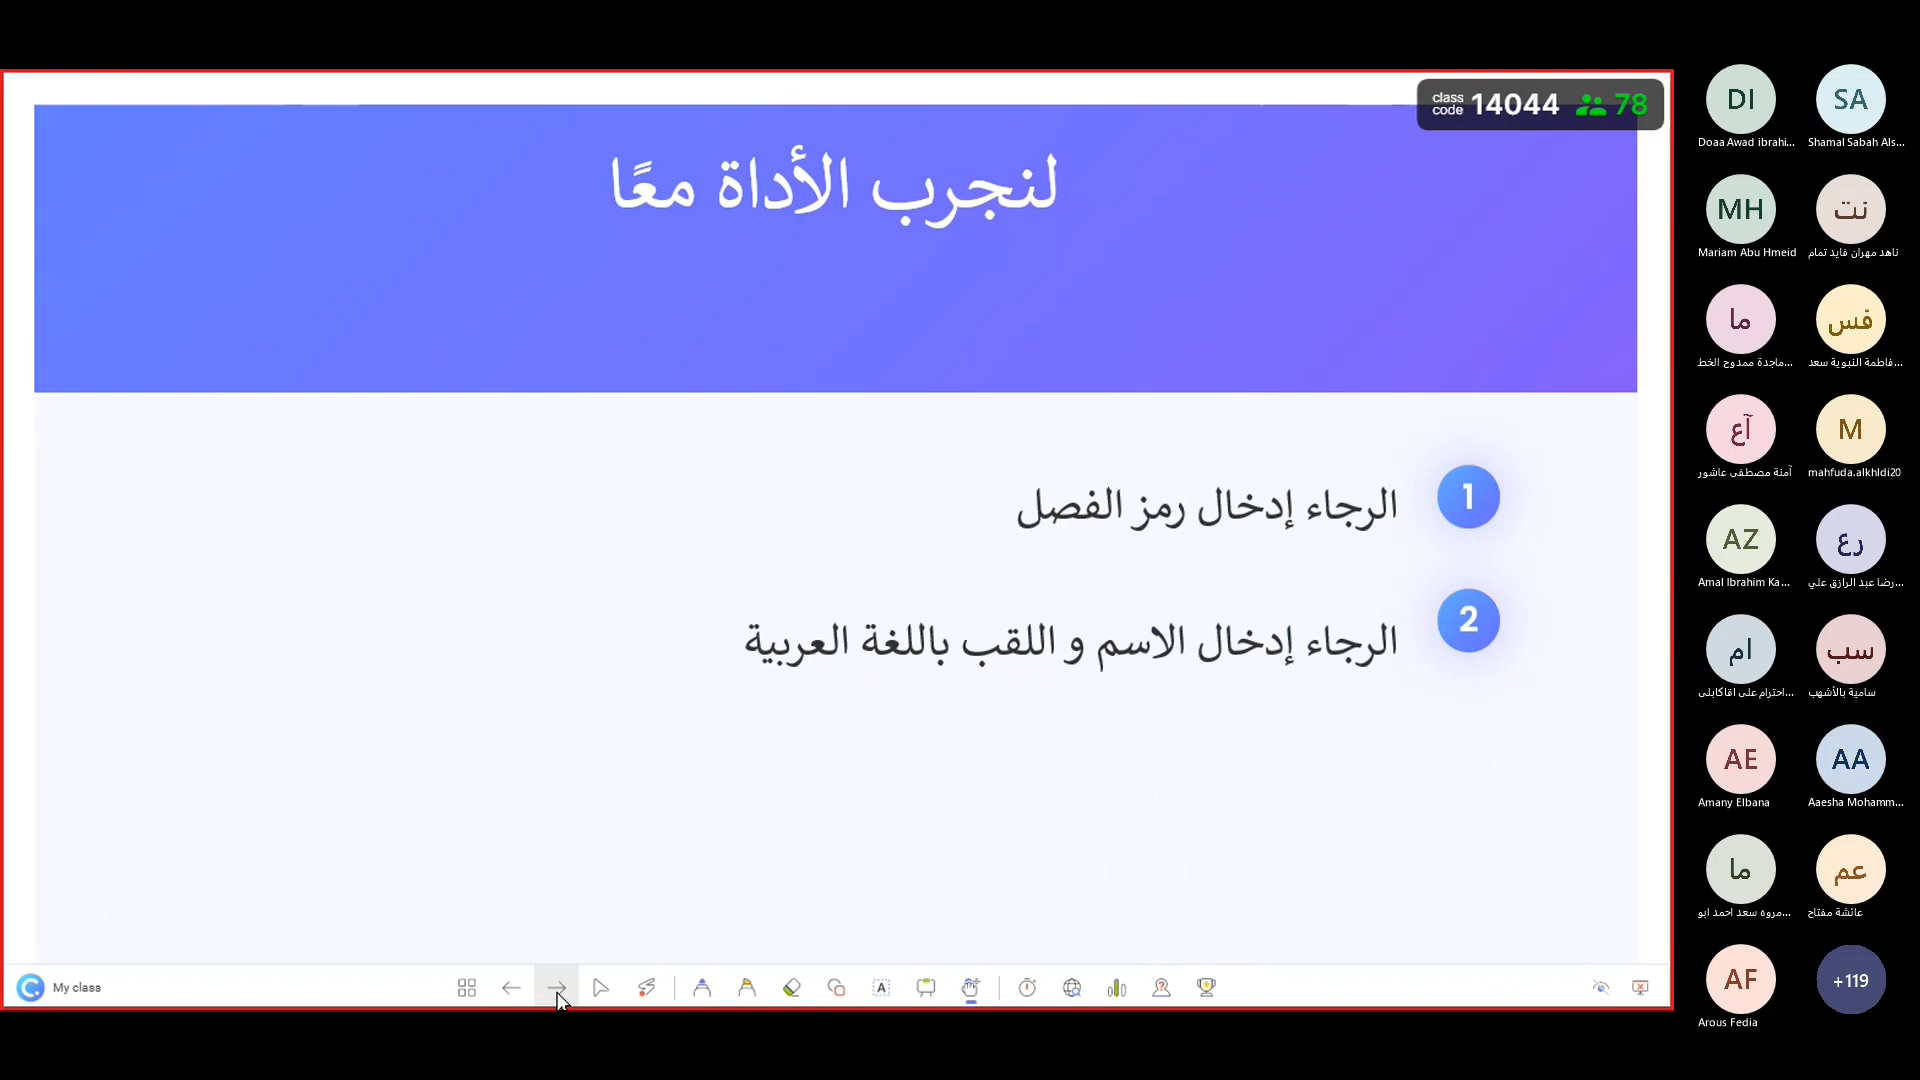 class code 14044 78
لنجرب الأداة معًا
1 الرجاء إدخال رمز الفصل
2 الرجاء إدخال الاسم و اللقب باللغة العربية
My class
A
DI
Doaa Awad ibrahi...
SA
Shamal Sabah Als...
MH
Mariam Abu Hmeid
نت
ناهد مهران فايد تمام
ما
ماجدة ممدوح الخط...
فس
فاطمة النبوية سعد...
آع
آمنة مصطفى عاشور
M
mahfuda.alkhldi20
AZ
Amal Ibrahim Ka...
رع
رضا عبد الرازق علي...
ام
احترام على اقاكابلى...
سب
سامية بالأشهب
AE
Amany Elbana
AA
Aaesha Mohamm...
ما
مروه سعد احمد ابو...
عم
عائشة مفتاح
AF
Arous Fedia
+119